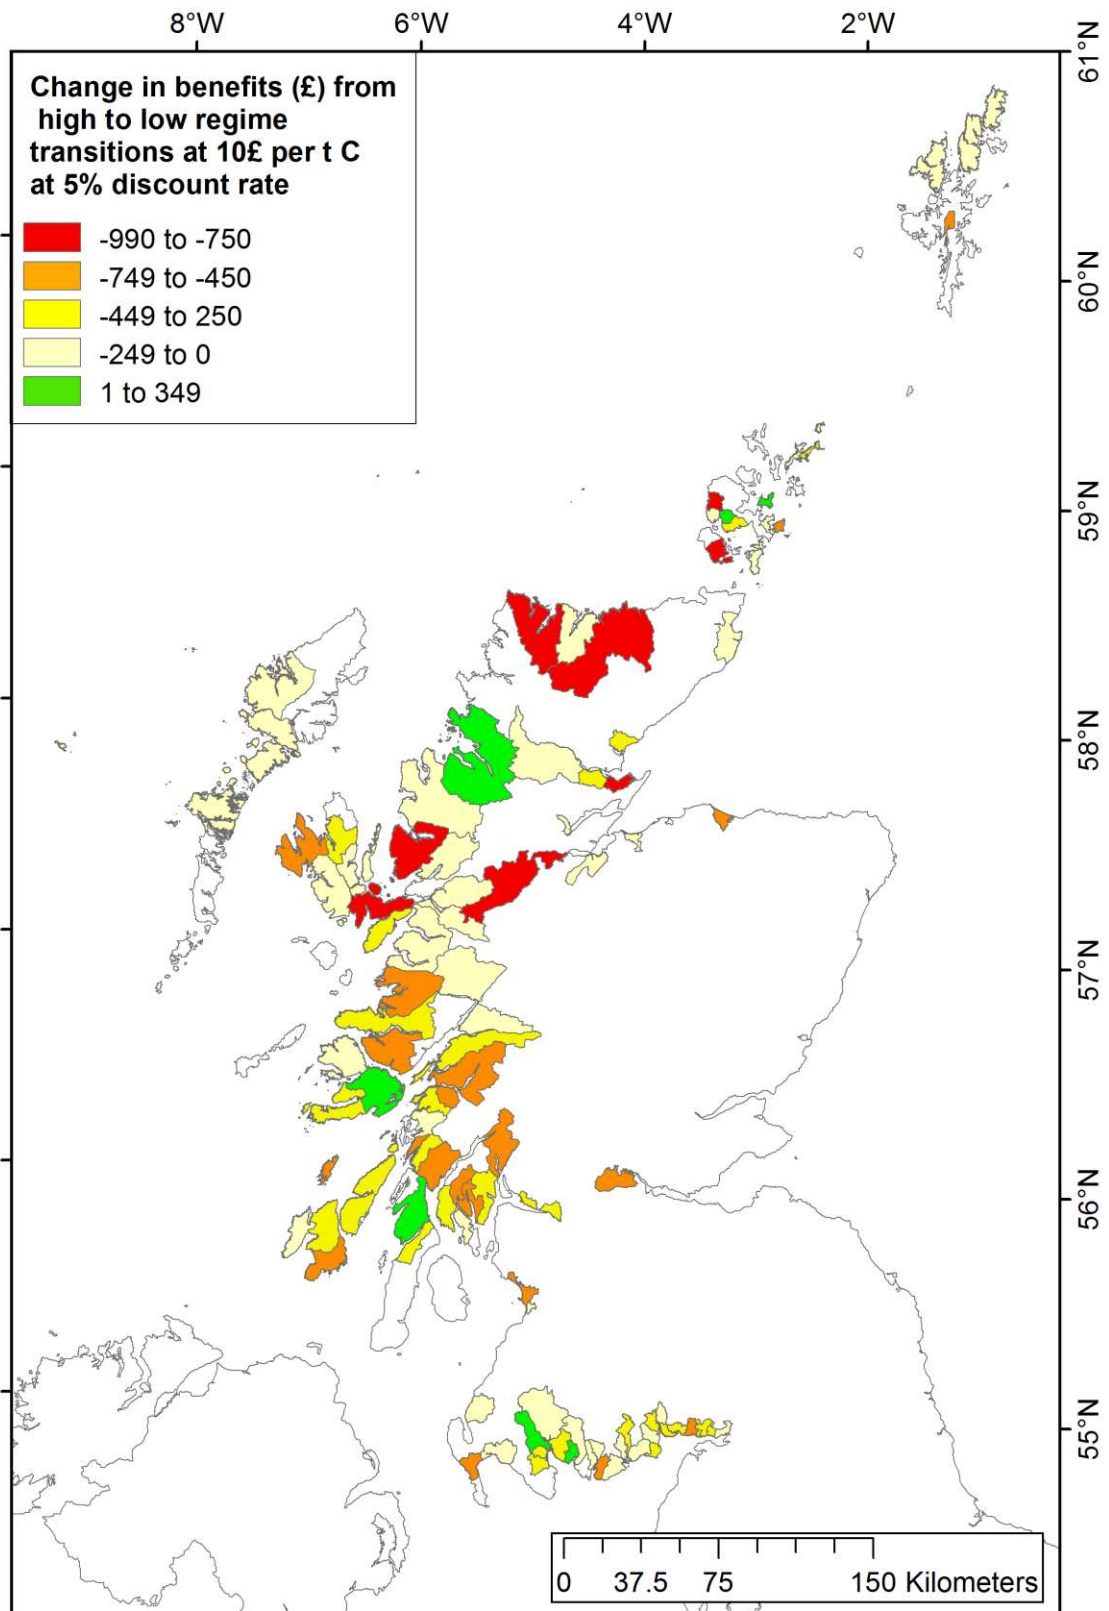 8°W 6°W 4°W 2°W
61°N
Change in benefits (£) from
high to low regime
transitions at 10£ per t C
at 5% discount rate
-990 to -750
-749 to -450
-449 to 250
-249 to 0
1 to 349
60°N
59°N
58°N
57°N
56°N
55°N
0 37.5 75 150 Kilometers